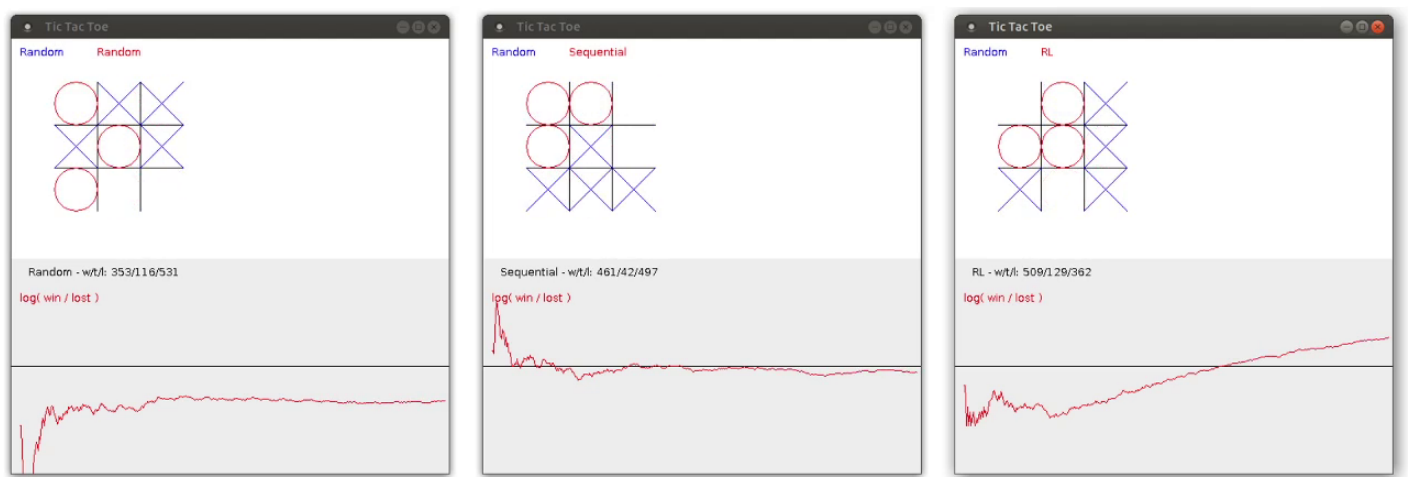 Tic Tac Toe
Random Random
Random - w/t/l: 353/116/531
log( win / lost )
Tic Tac Toe
Random Sequential
Sequential - w/t/l: 461/42/497
log( win / lost )
Tic Tac Toe
Random RL
RL - w/t/l: 509/129/362
log( win / lost )